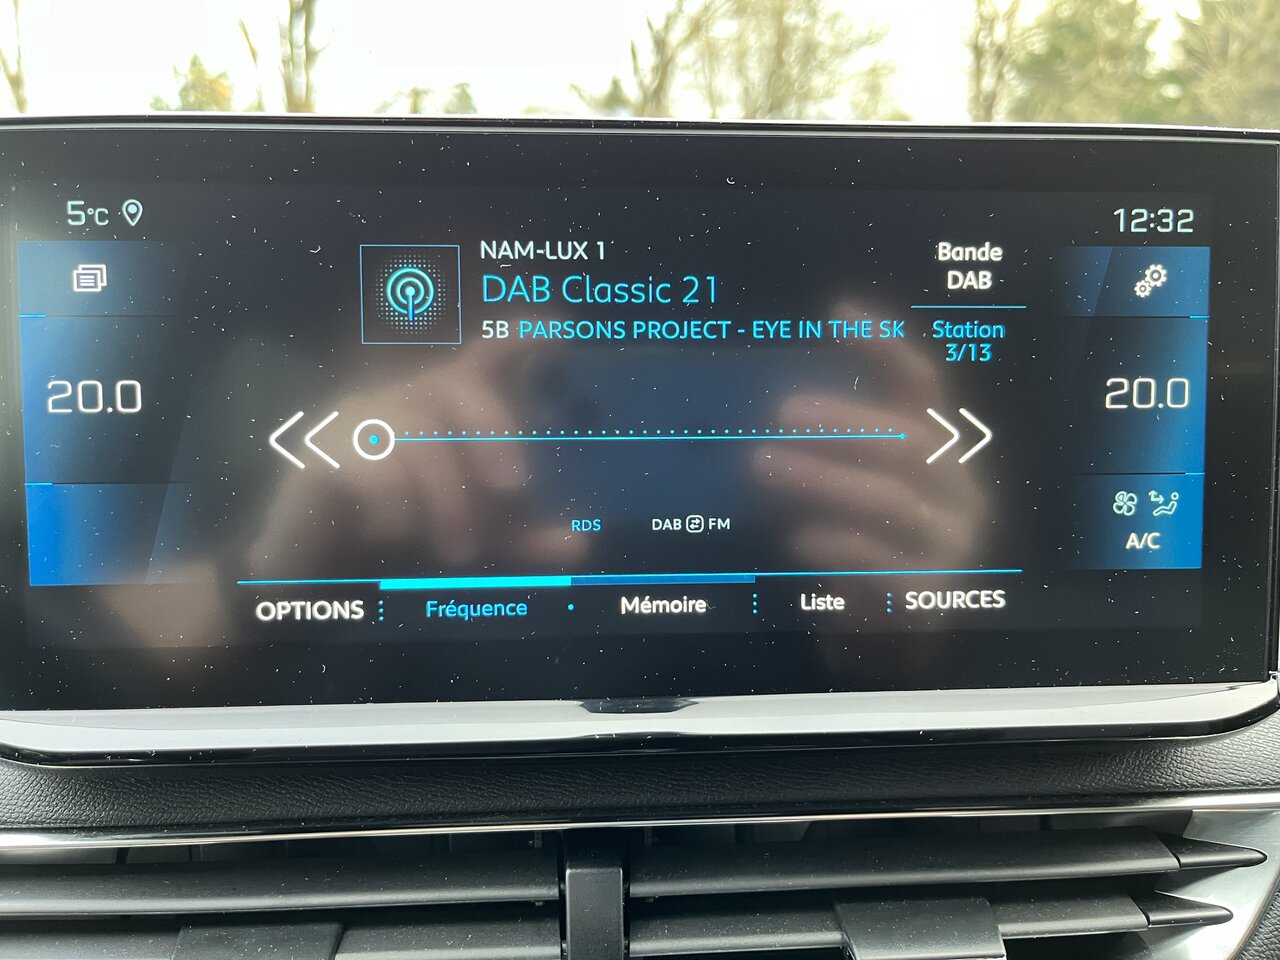 5°C
12:32
NAM-LUX 1
DAB Classic 21
5B PARSONS PROJECT - EYE IN THE SK
Bande
DAB
Station
3/13
20.0
20.0
RDS
DAB FM
A/C
OPTIONS Fréquence Mémoire Liste SOURCES